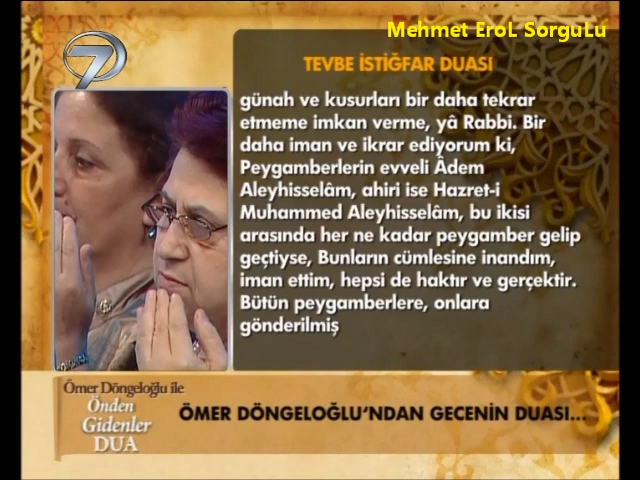 Mehmet EroL SorguLu
7
TEVBE İSTİĞFAR DUASI
günah ve kusurları bir daha tekrar
etmeme imkan verme, yâ Rabbi. Bir
daha iman ve ikrar ediyorum ki,
Peygamberlerin evveli Âdem
Aleyhisselâm, ahiri ise Hazret-i
Muhammed Aleyhisselâm, bu ikisi
arasında her ne kadar peygamber gelip
geçtiyse, Bunların cümlesine inandım,
iman ettim, hepsi de haktır ve gerçektir.
Bütün peygamberlere, onlara
gönderilmiş
Ömer Döngeloğlu ile
Önden
Gidenler
DUA
ÖMER DÖNGELOĞLU'NDAN GECENİN DUASI...